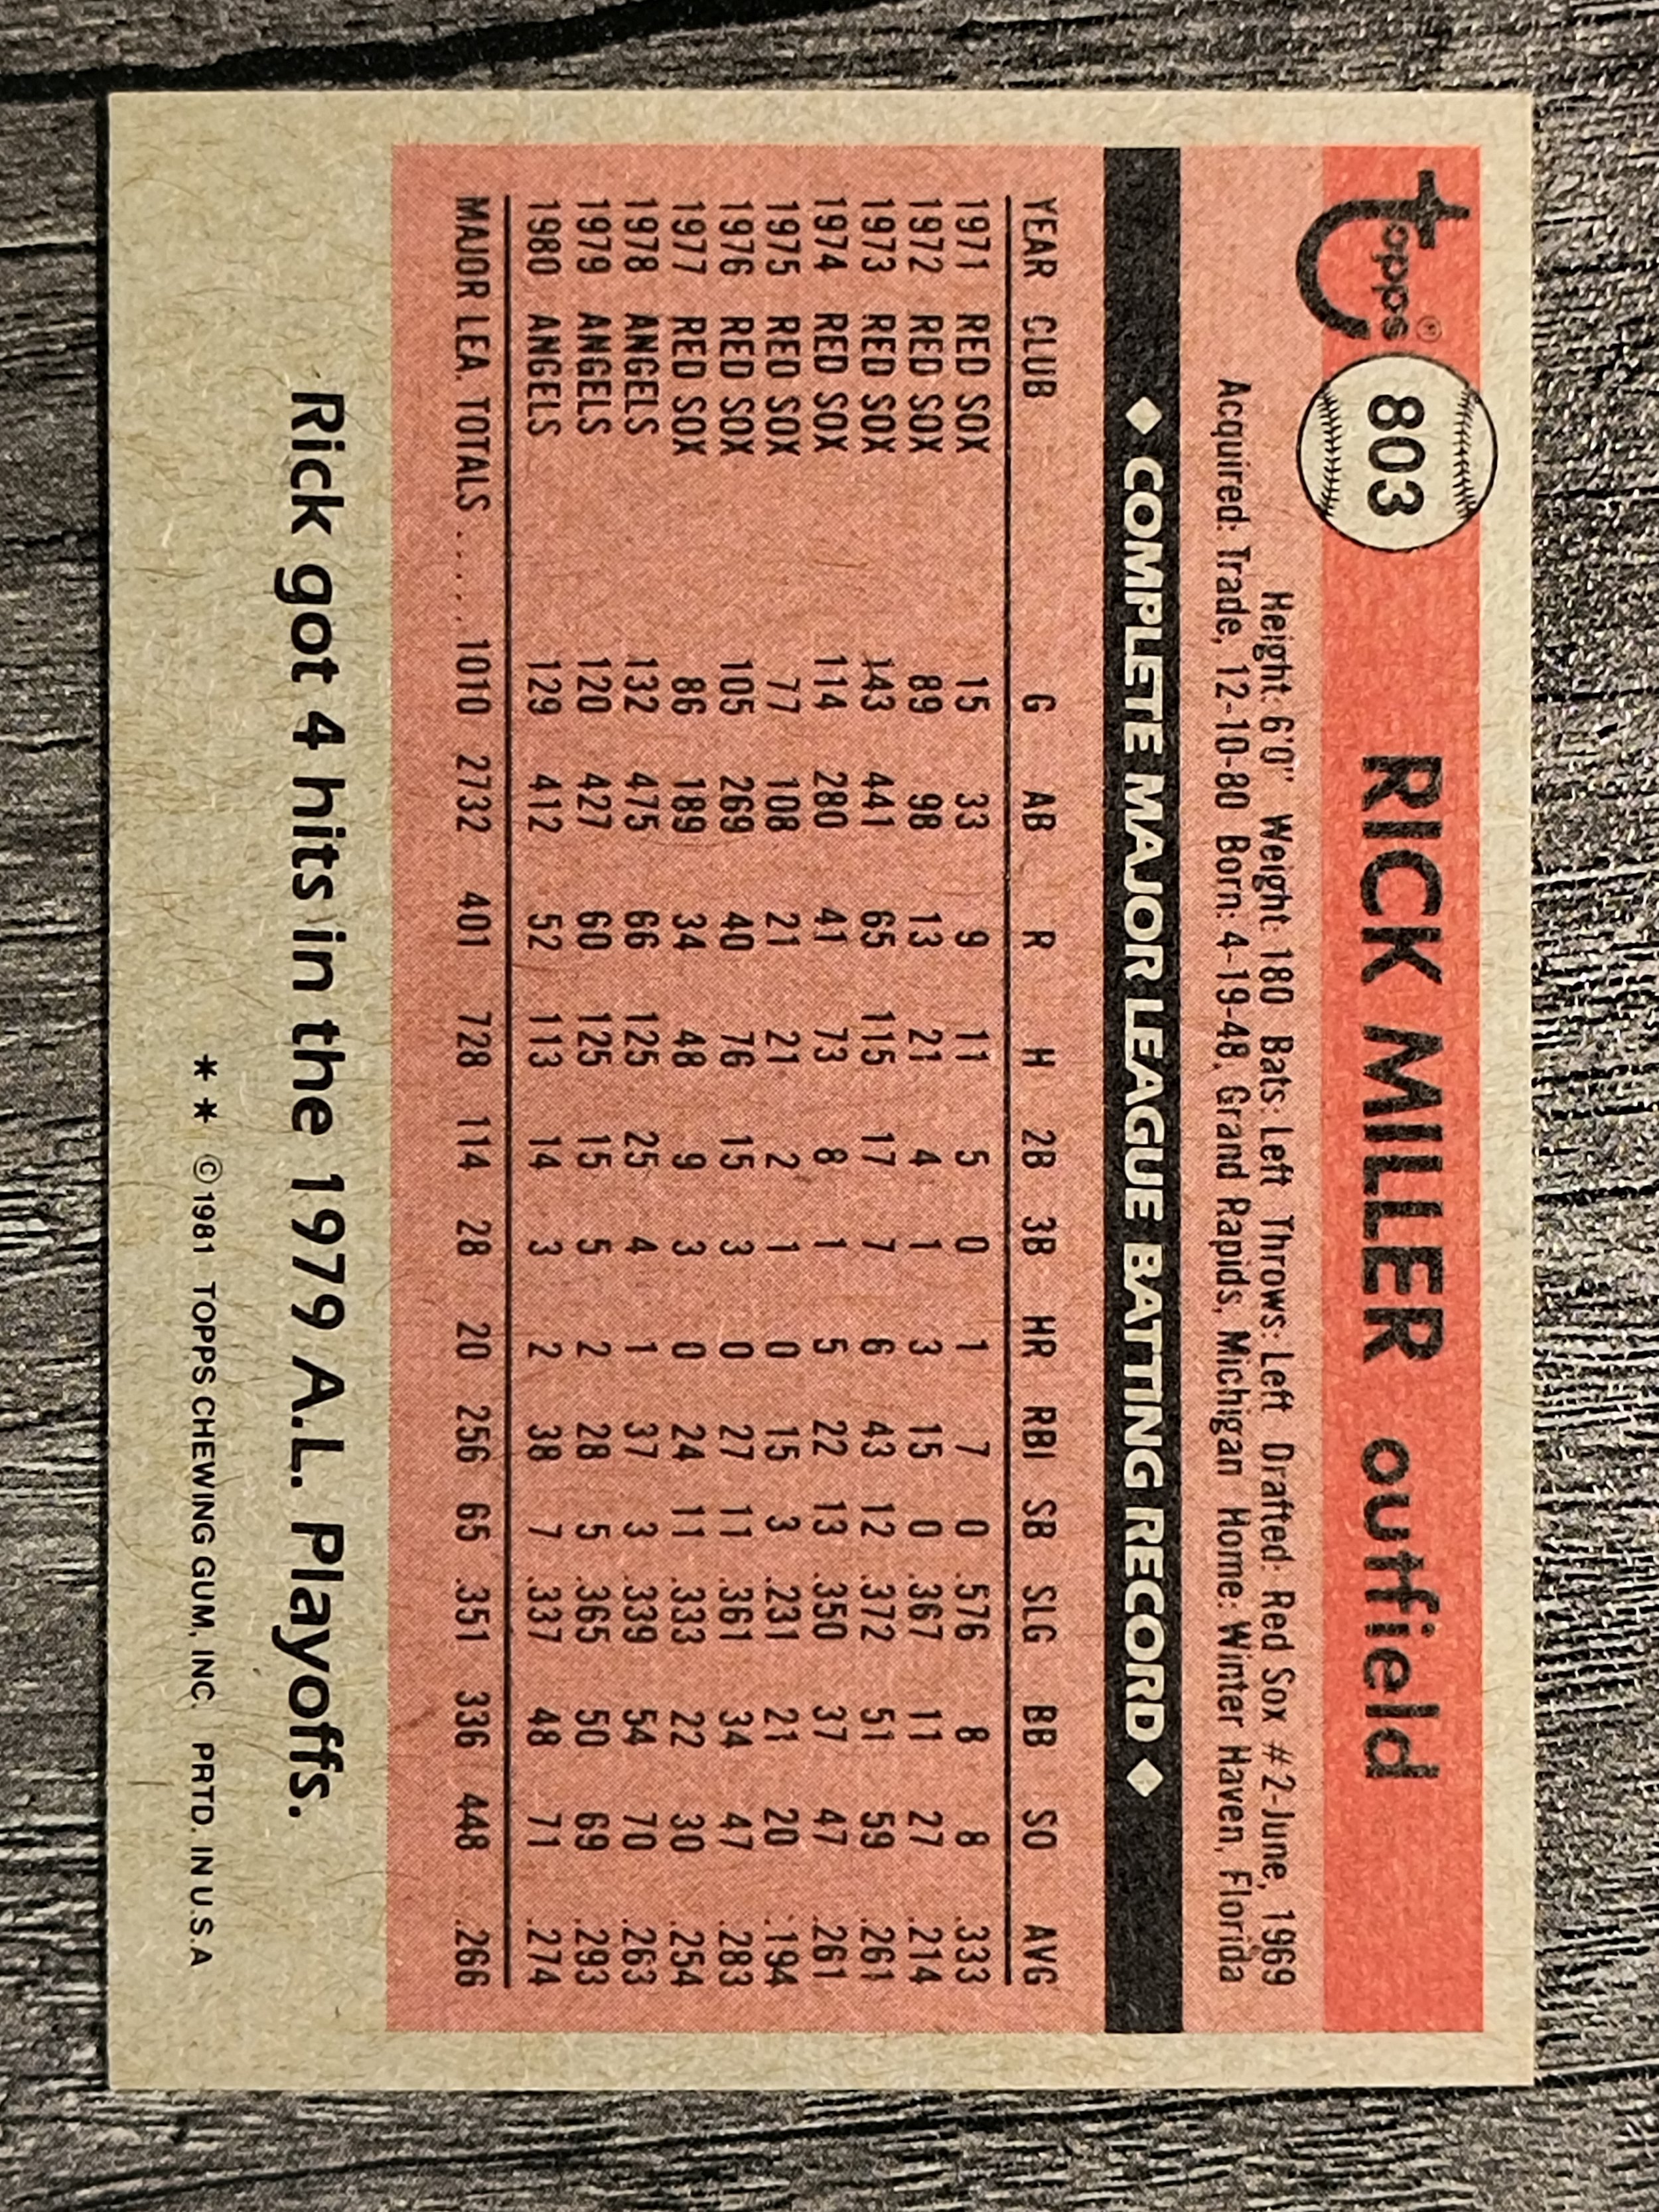 topps® 803 RICK MILLER outfield
Height: 6'0" Weight: 180 Bats: Left Throws: Left Drafted: Red Sox #2-June, 1969
Acquired: Trade, 12-10-80 Born: 4-19-48, Grand Rapids, Michigan Home: Winter Haven, Florida
◆ COMPLETE MAJOR LEAGUE BATTING RECORD ◆
YEAR CLUB G AB R H 2B 3B HR RBI SB SLG BB SO AVG
1971 RED SOX 15 33 9 11 5 0 1 7 0 .576 8 8 .333
1972 RED SOX 89 98 13 21 4 1 3 15 0 .367 11 27 .214
1973 RED SOX 143 441 65 115 17 7 6 43 12 .372 51 59 .261
1974 RED SOX 114 280 41 73 8 1 5 22 13 .350 37 47 .261
1975 RED SOX 77 108 21 21 2 1 0 15 3 .231 21 20 .194
1976 RED SOX 105 269 40 76 15 3 0 27 11 .361 34 47 .283
1977 RED SOX 86 189 34 48 9 3 0 24 11 .333 22 30 .254
1978 ANGELS 132 475 66 125 25 4 1 37 3 .339 54 70 .263
1979 ANGELS 120 427 60 125 15 5 2 28 5 .365 50 69 .293
1980 ANGELS 129 412 52 113 14 3 2 38 7 .337 48 71 .274
MAJOR LEA. TOTALS ..... 1010 2732 401 728 114 28 20 256 65 .351 336 448 .266
Rick got 4 hits in the 1979 A.L. Playoffs.
** © 1981 TOPPS CHEWING GUM, INC. PRTD. IN U.S.A